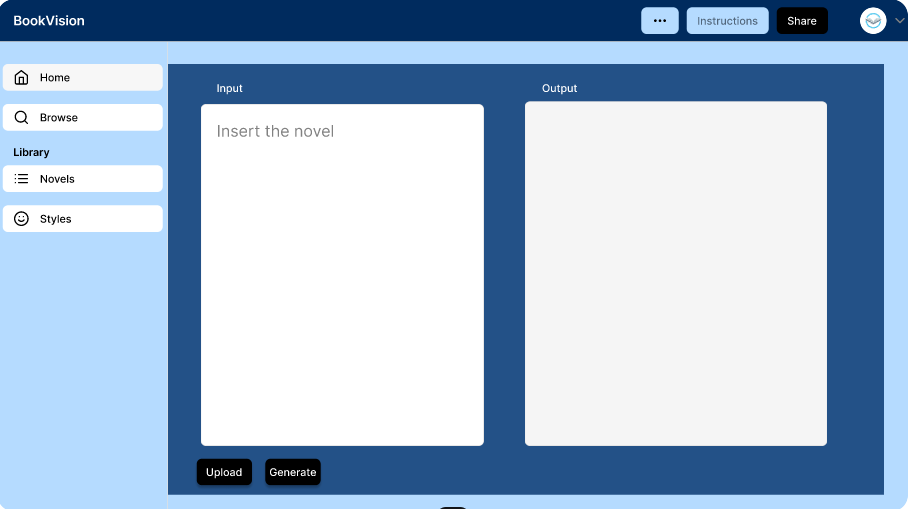 BookVision
Instructions
Share
Home
Browse
Library
Novels
Styles
Input
Output
Insert the novel
Upload
Generate